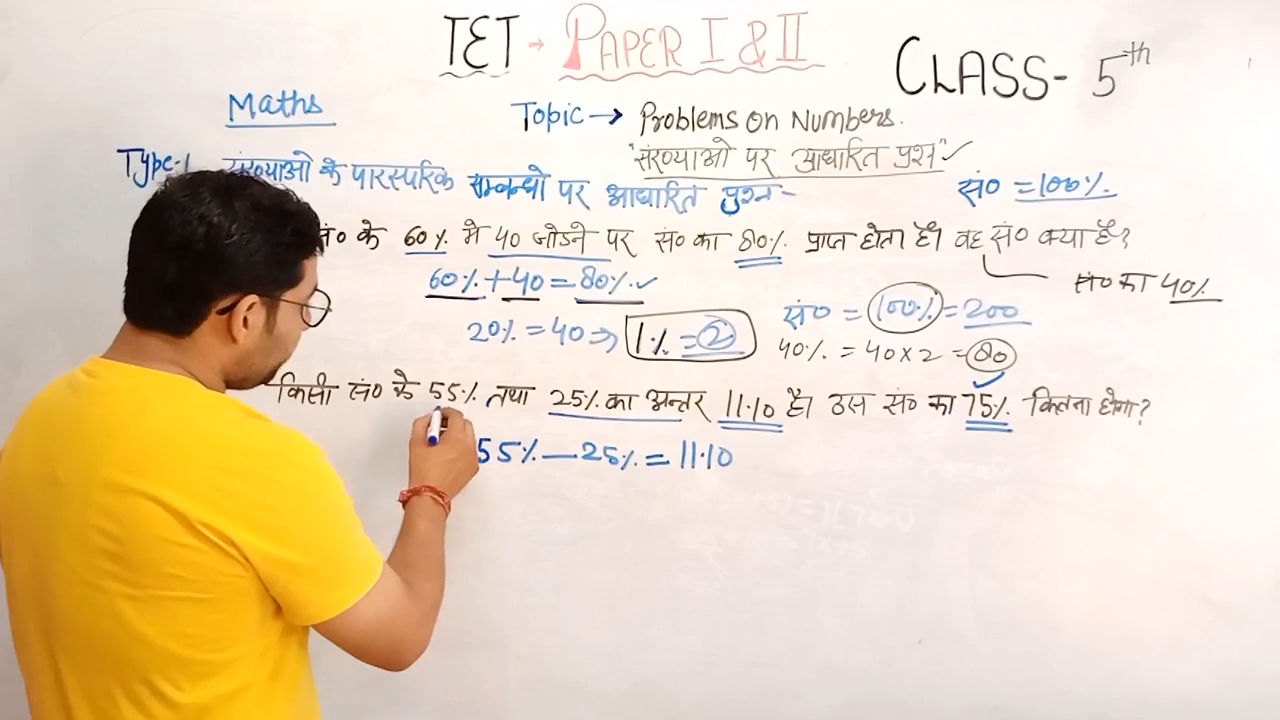 TET → PAPER I & II
CLASS- 5th
Maths
Topic → Problems On Numbers.
"संख्याओ पर आधारित प्रश्न" ✓
Type-1 संख्याओ के पारस्परिक सम्बन्धो पर आधारित प्रश्न -
सं० = 100%
सं० के 60% मे 40 जोडने पर सं० का 80% प्राप्त होता है। वह सं० क्या है?
सं० का 40%
60% + 40 = 80% ✓
20% = 40 ⇒ 1% = 2
सं० = 100% = 200
40% = 40 × 2 = 80
किसी सं० के 55% तथा 25% का अन्तर 11.10 है। उस सं० का 75% कितना होगा?
55% — 25% = 11.10